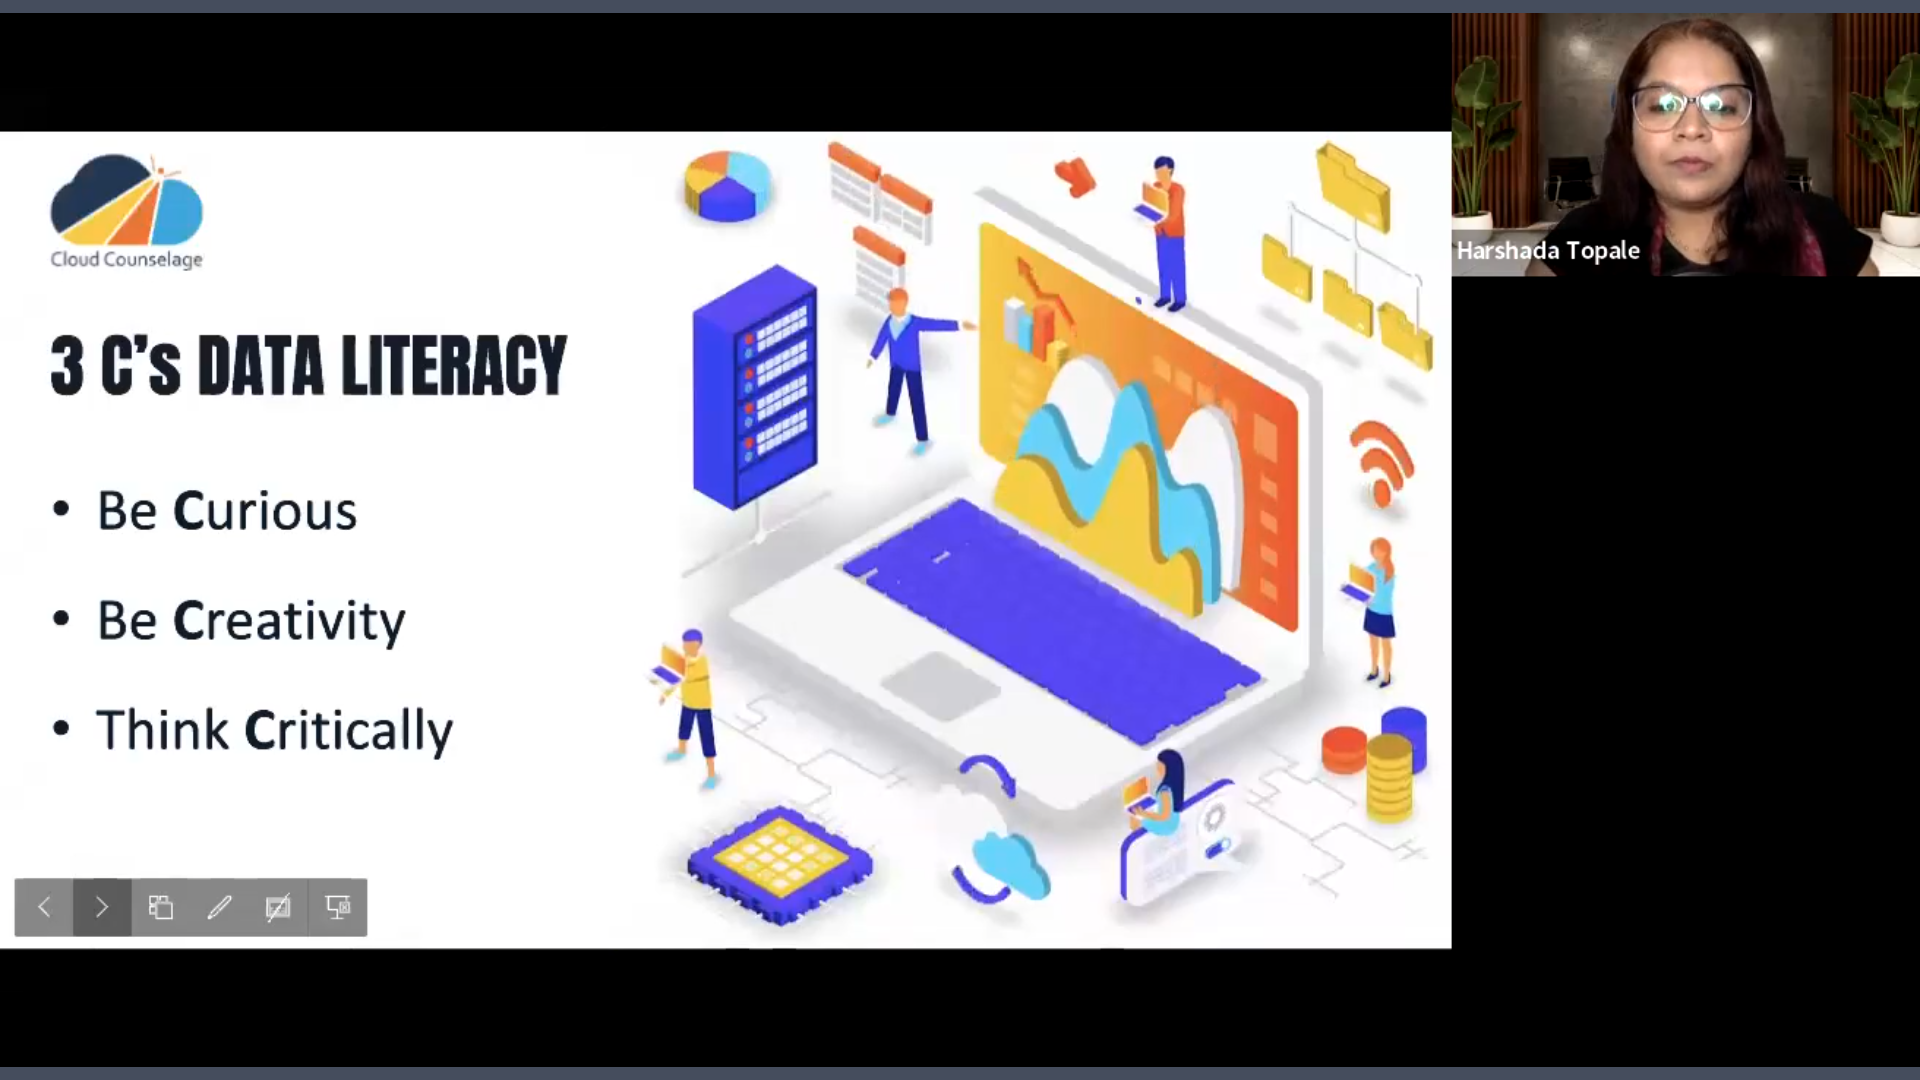 Cloud Counselage
3 C's DATA LITERACY
• Be Curious
• Be Creativity
• Think Critically
Harshada Topale